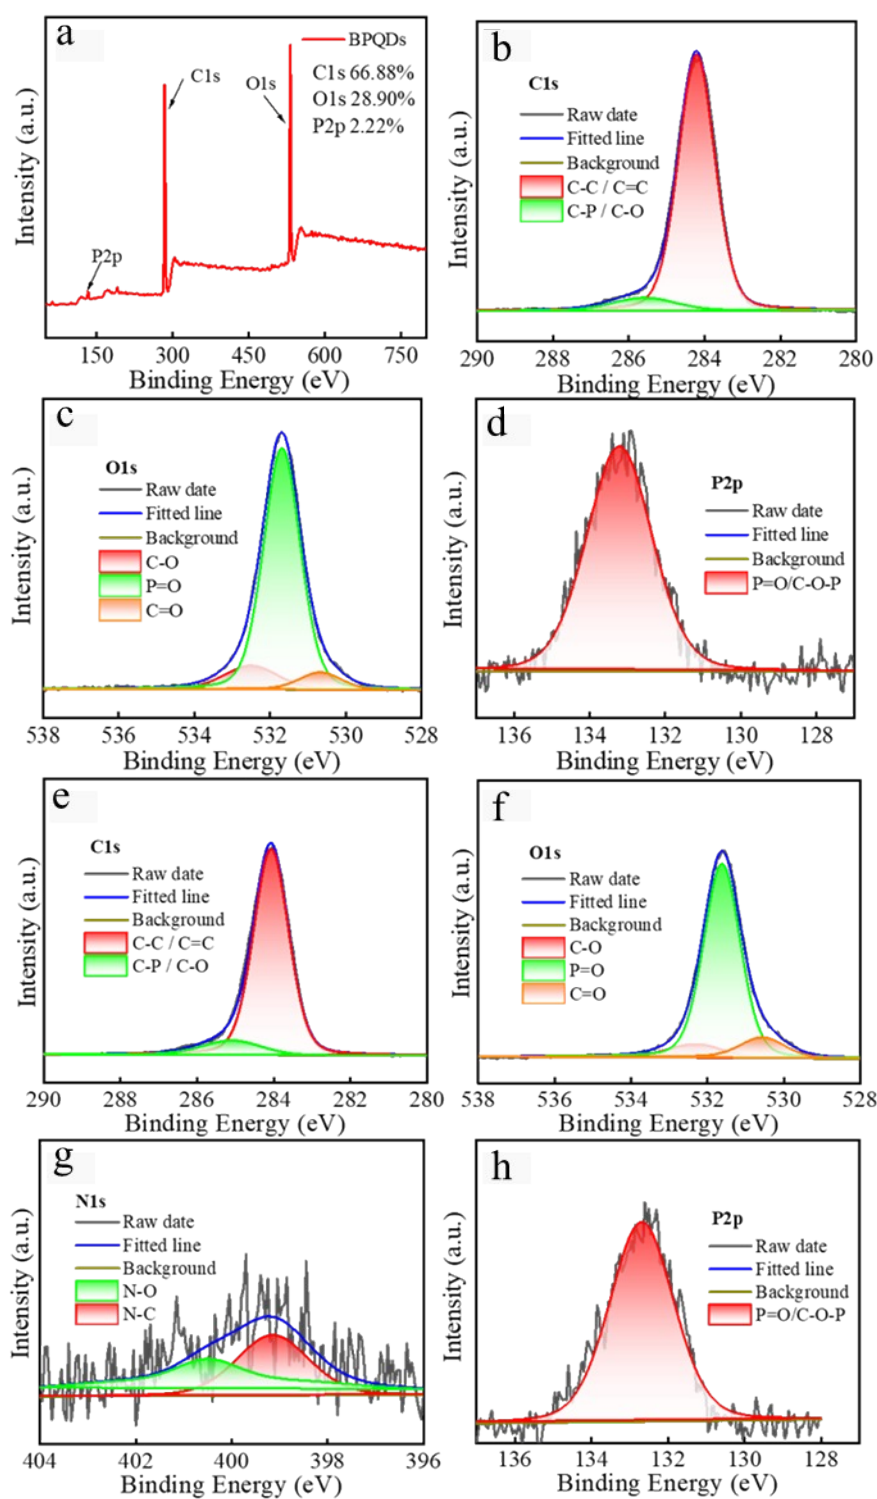 a
BPQDs
C1s 66.88%
O1s 28.90%
P2p 2.22%
C1s
O1s
P2p
Intensity (a.u.)
150 300 450 600 750
Binding Energy (eV)
b
C1s
Raw date
Fitted line
Background
C-C / C=C
C-P / C-O
Intensity (a.u.)
290 288 286 284 282 280
Binding Energy (eV)
c
O1s
Raw date
Fitted line
Background
C-O
P=O
C=O
Intensity (a.u.)
538 536 534 532 530 528
Binding Energy (eV)
d
P2p
Raw date
Fitted line
Background
P=O/C-O-P
Intensity (a.u.)
136 134 132 130 128
Binding Energy (eV)
e
C1s
Raw date
Fitted line
Background
C-C / C=C
C-P / C-O
Intensity (a.u.)
290 288 286 284 282 280
Binding Energy (eV)
f
O1s
Raw date
Fitted line
Background
C-O
P=O
C=O
Intensity (a.u.)
538 536 534 532 530 528
Binding Energy (eV)
g
N1s
Raw date
Fitted line
Background
N-O
N-C
Intensity (a.u.)
404 402 400 398 396
Binding Energy (eV)
h
P2p
Raw date
Fitted line
Background
P=O/C-O-P
Intensity (a.u.)
136 134 132 130 128
Binding Energy (eV)